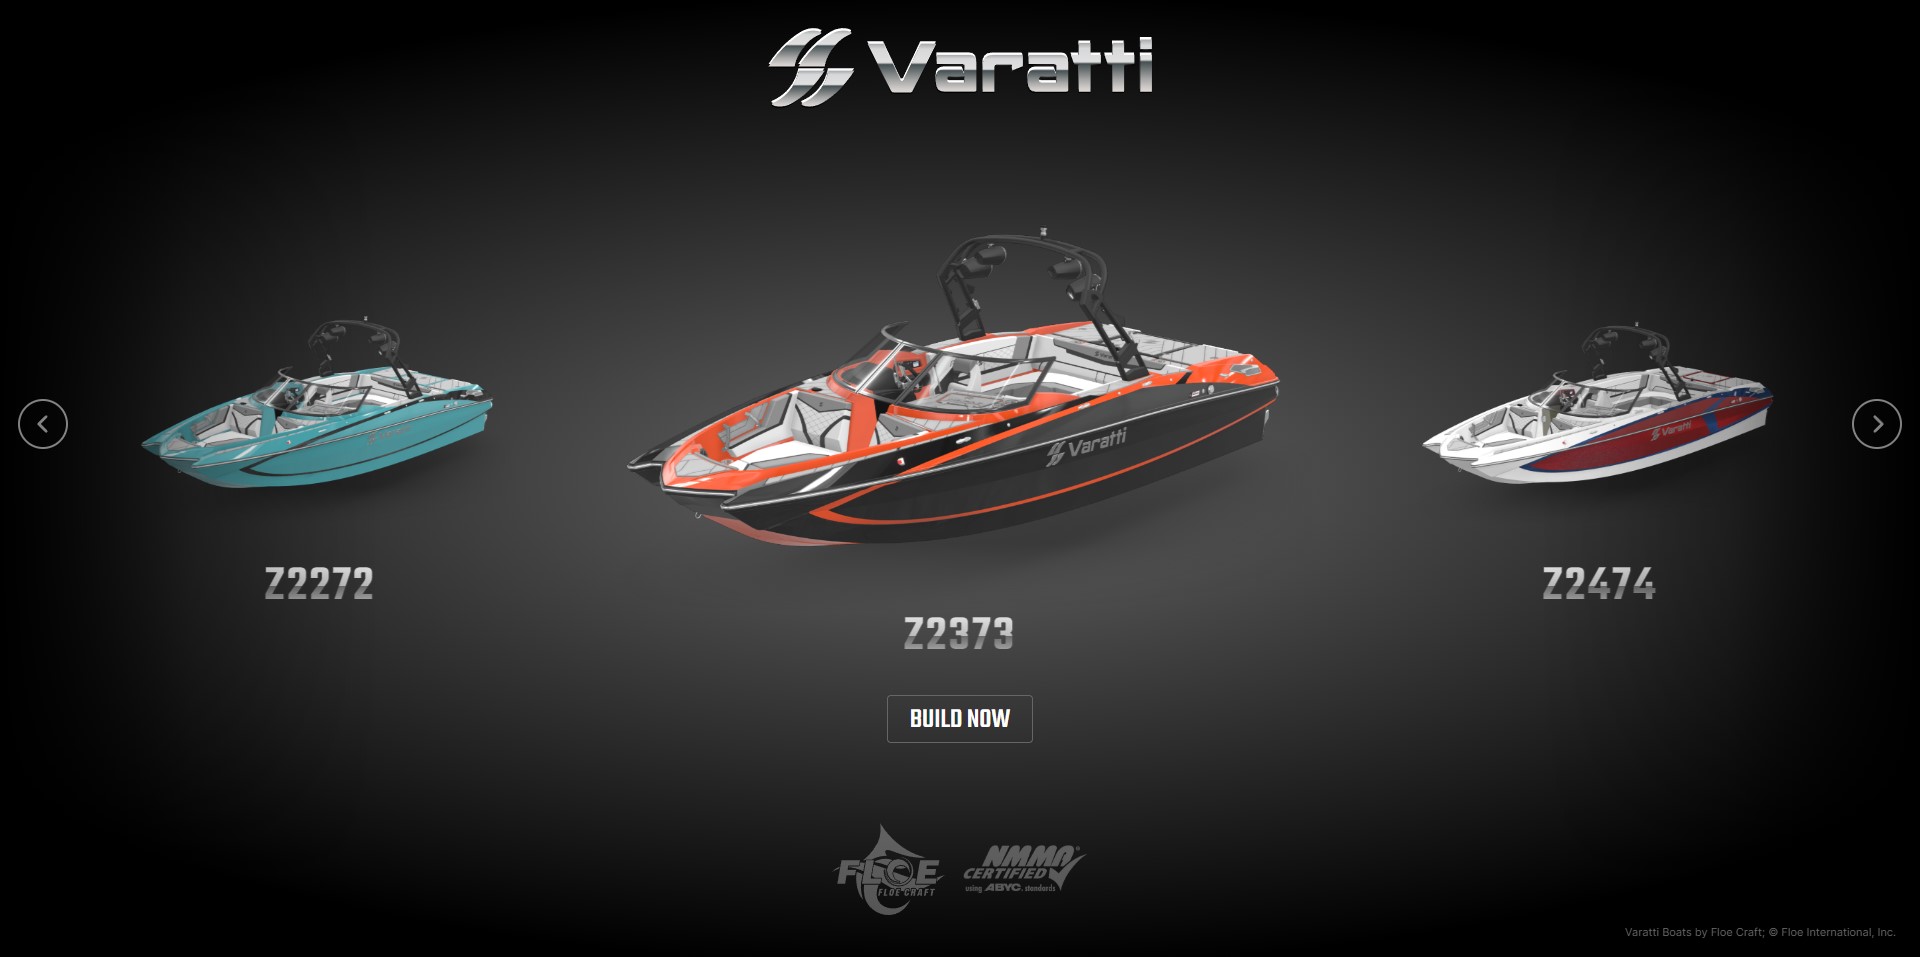 Varatti
Varatti
Varatti
Z2272
Z2474
Z2373
BUILD NOW
FLOE
FLOE CRAFT
NMMA®
CERTIFIED
using ABYC. standards
Varatti Boats by Floe Craft; © Floe International, Inc.